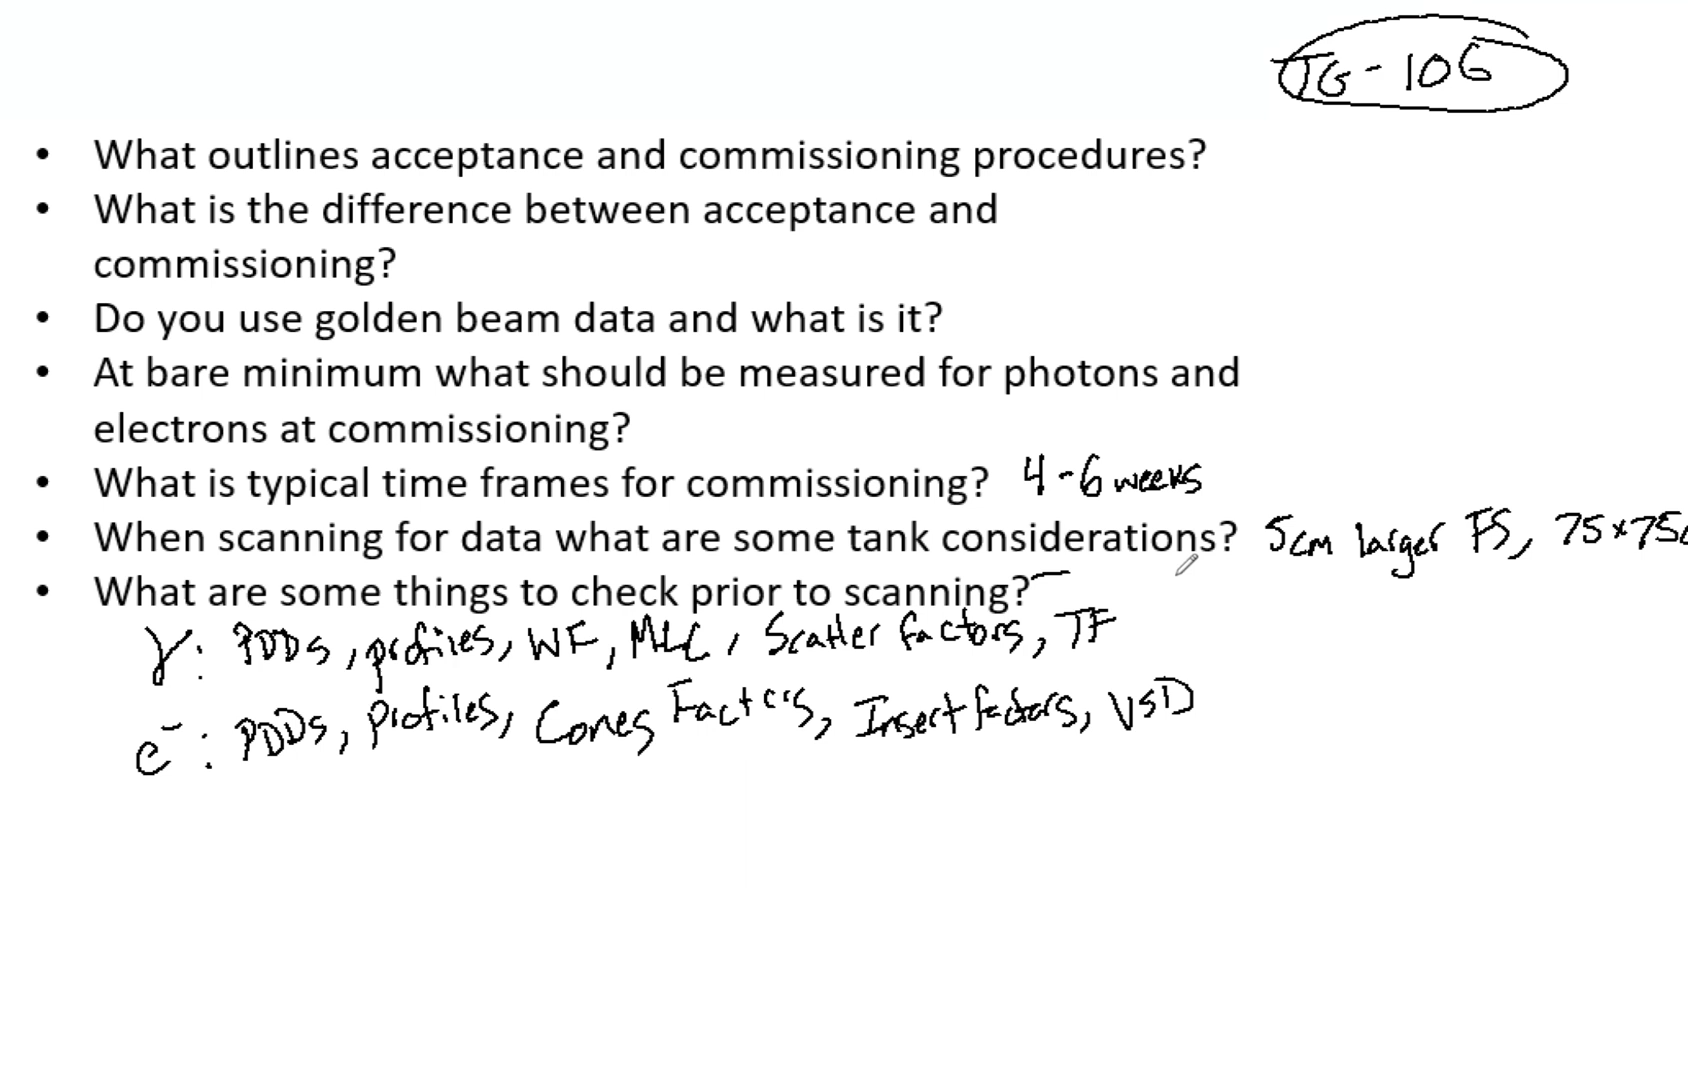 TG-106
• What outlines acceptance and commissioning procedures?
• What is the difference between acceptance and
commissioning?
• Do you use golden beam data and what is it?
• At bare minimum what should be measured for photons and
electrons at commissioning?
• What is typical time frames for commissioning? 4-6 weeks
• When scanning for data what are some tank considerations? 5cm larger FS, 75×75c
• What are some things to check prior to scanning?
γ: PDDs, profiles, WF, MLC, Scatter factors, TF
e⁻: PDDs, Profiles, Cones Factors, Insert factors, VSD